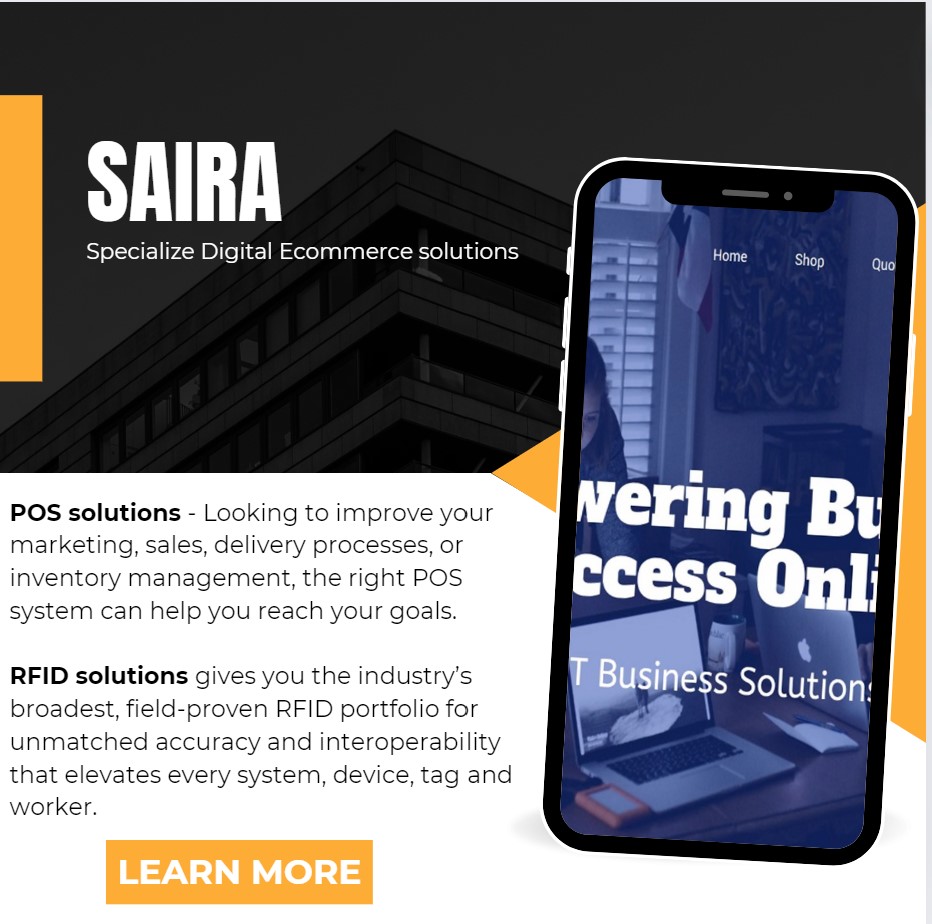 SAIRA
Specialize Digital Ecommerce solutions
Home Shop Quo
wering Bu
ccess Onli
T Business Solutions
POS solutions - Looking to improve your
marketing, sales, delivery processes, or
inventory management, the right POS
system can help you reach your goals.
RFID solutions gives you the industry’s
broadest, field-proven RFID portfolio for
unmatched accuracy and interoperability
that elevates every system, device, tag and
worker.
LEARN MORE